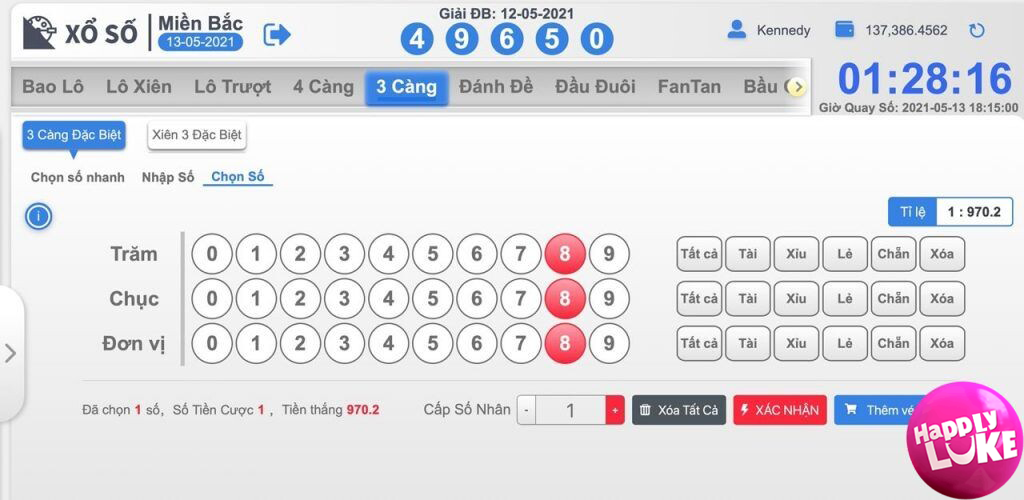 XỔ SỐ
Miền Bắc
13-05-2021
Giải ĐB: 12-05-2021
4 9 6 5 0
Kennedy
137,386.4562
Bao Lô Lô Xiên Lô Trượt 4 Càng 3 Càng Đánh Đề Đầu Đuôi FanTan Bầu
01:28:16
Giờ Quay Số: 2021-05-13 18:15:00
3 Càng Đặc Biệt Xiên 3 Đặc Biệt
Chọn số nhanh Nhập Số Chọn Số
i
Tỉ lệ 1 : 970.2
Trăm 0 1 2 3 4 5 6 7 8 9 Tất cả Tài Xỉu Lẻ Chẵn Xóa
Chục 0 1 2 3 4 5 6 7 8 9 Tất cả Tài Xỉu Lẻ Chẵn Xóa
Đơn vị 0 1 2 3 4 5 6 7 8 9 Tất cả Tài Xỉu Lẻ Chẵn Xóa
Đã chọn 1 số, Số Tiền Cược 1 , Tiền thắng 970.2 Cấp Số Nhân - 1 + Xóa Tất Cả XÁC NHẬN Thêm vé
HAPPLY
LUKE